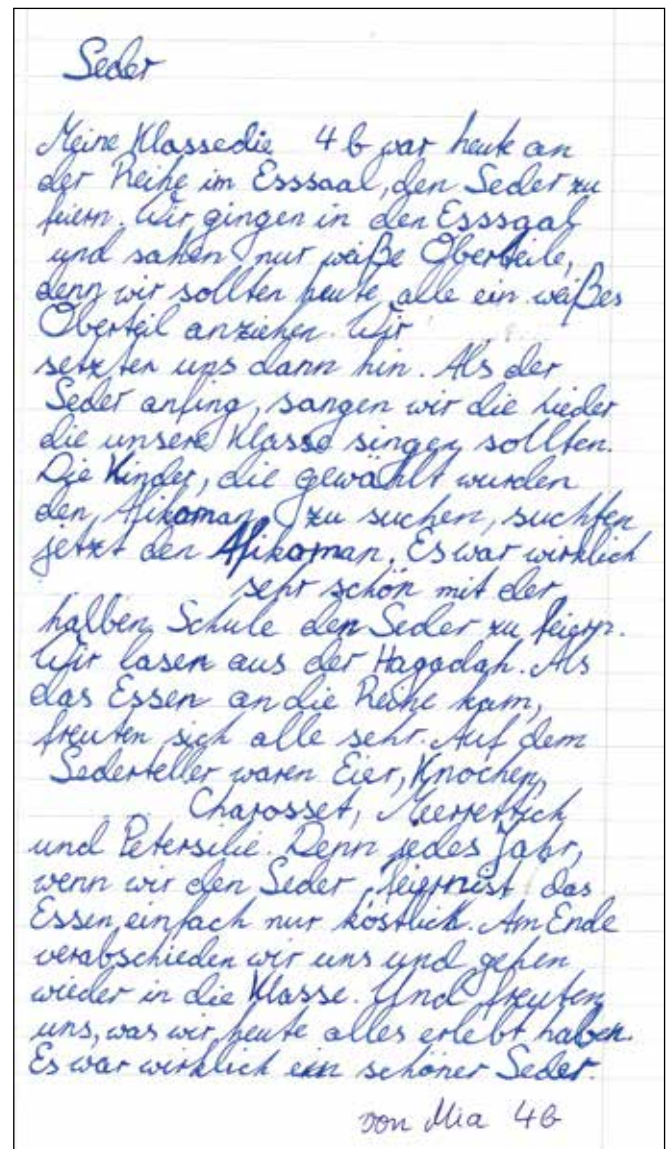 Seder
Meine Klassedie 4b war heute an
der Reihe im Esssaal, den Seder zu
feiern. Wir gingen in den Esssaal
und sahen nur weiße Oberteile,
denn wir sollten heute alle ein weißes
Oberteil anziehen. Wir
setzten uns dann hin. Als der
Seder anfing, sangen wir die Lieder
die unsere Klasse singen sollten.
Die Kinder, die gewählt wurden
den Afikoman zu suchen, suchten
jetzt den Afikoman. Es war wirklich
sehr schön mit der
halben Schule den Seder zu feiern.
Wir lasen aus der Hagadah. Als
das Essen an die Reihe kam,
freuten sich alle sehr. Auf dem
Sederteller waren Eier, Knochen,
Charosset, Meerrettich
und Petersilie. Denn jedes Jahr,
wenn wir den Seder feiernist das
Essen einfach nur köstlich. Am Ende
verabschieden wir uns und gehen
wieder in die Klasse. Und freuten
uns, was wir heute alles erlebt haben.
Es war wirklich ein schöner Seder.
von Mia 4b